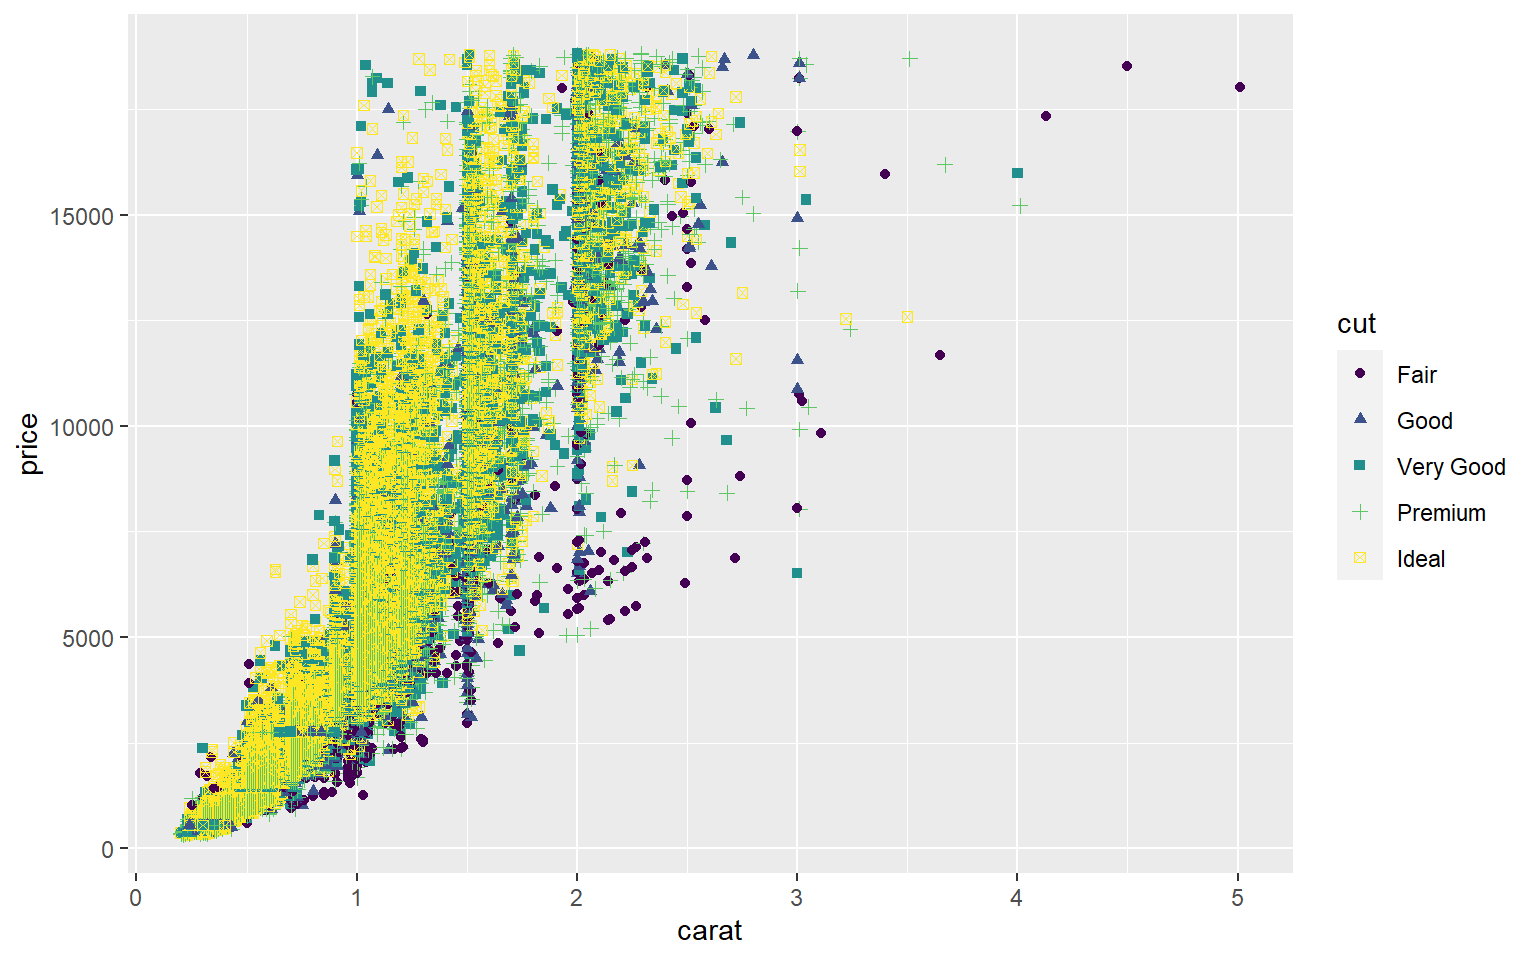 price
15000
10000
5000
0
0 1 2 3 4 5
carat
cut
Fair
Good
Very Good
Premium
Ideal